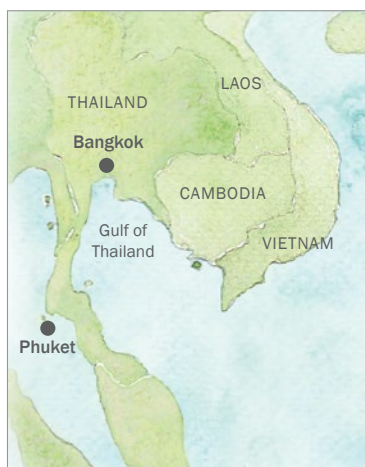 LAOS
THAILAND
Bangkok
CAMBODIA
Gulf of
Thailand
VIETNAM
Phuket